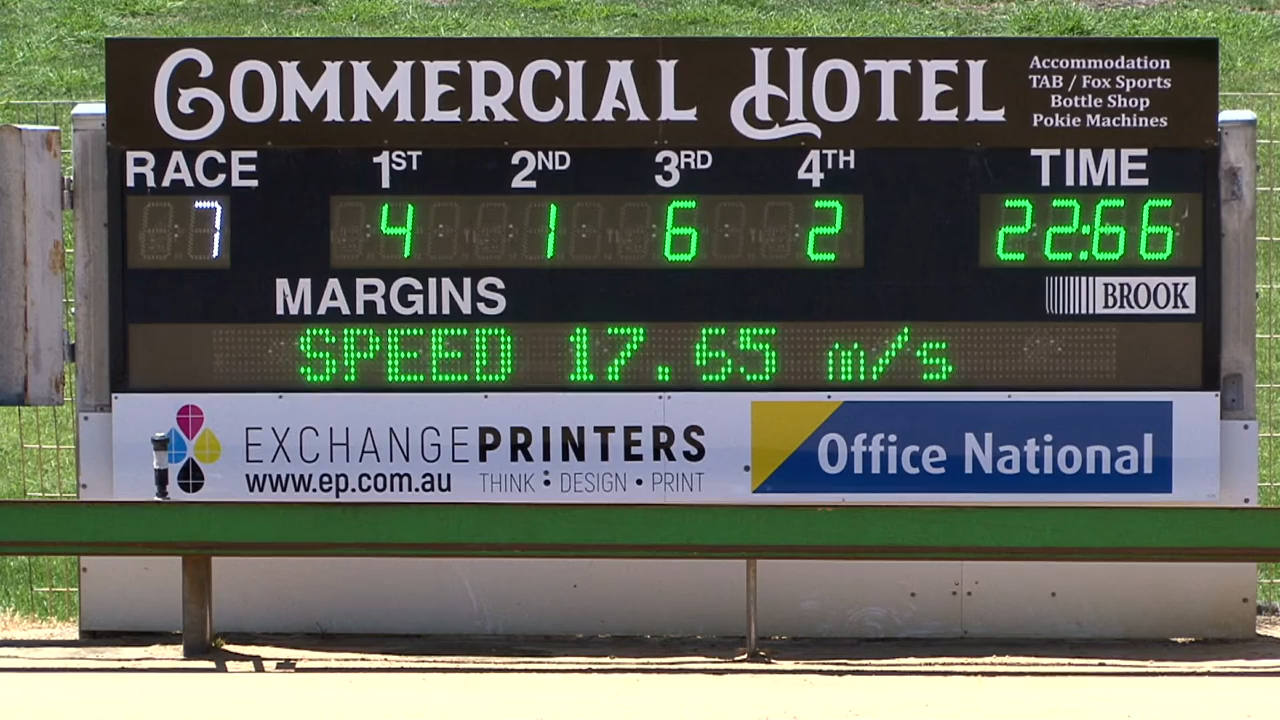 COMMERCIAL HOTEL
Accommodation
TAB / Fox Sports
Bottle Shop
Pokie Machines
RACE 1ST 2ND 3RD 4TH TIME
7 4 1 6 2 22:66
MARGINS
BROOK
SPEED 17.65 m/s
EXCHANGEPRINTERS
www.ep.com.au THINK • DESIGN • PRINT
Office National